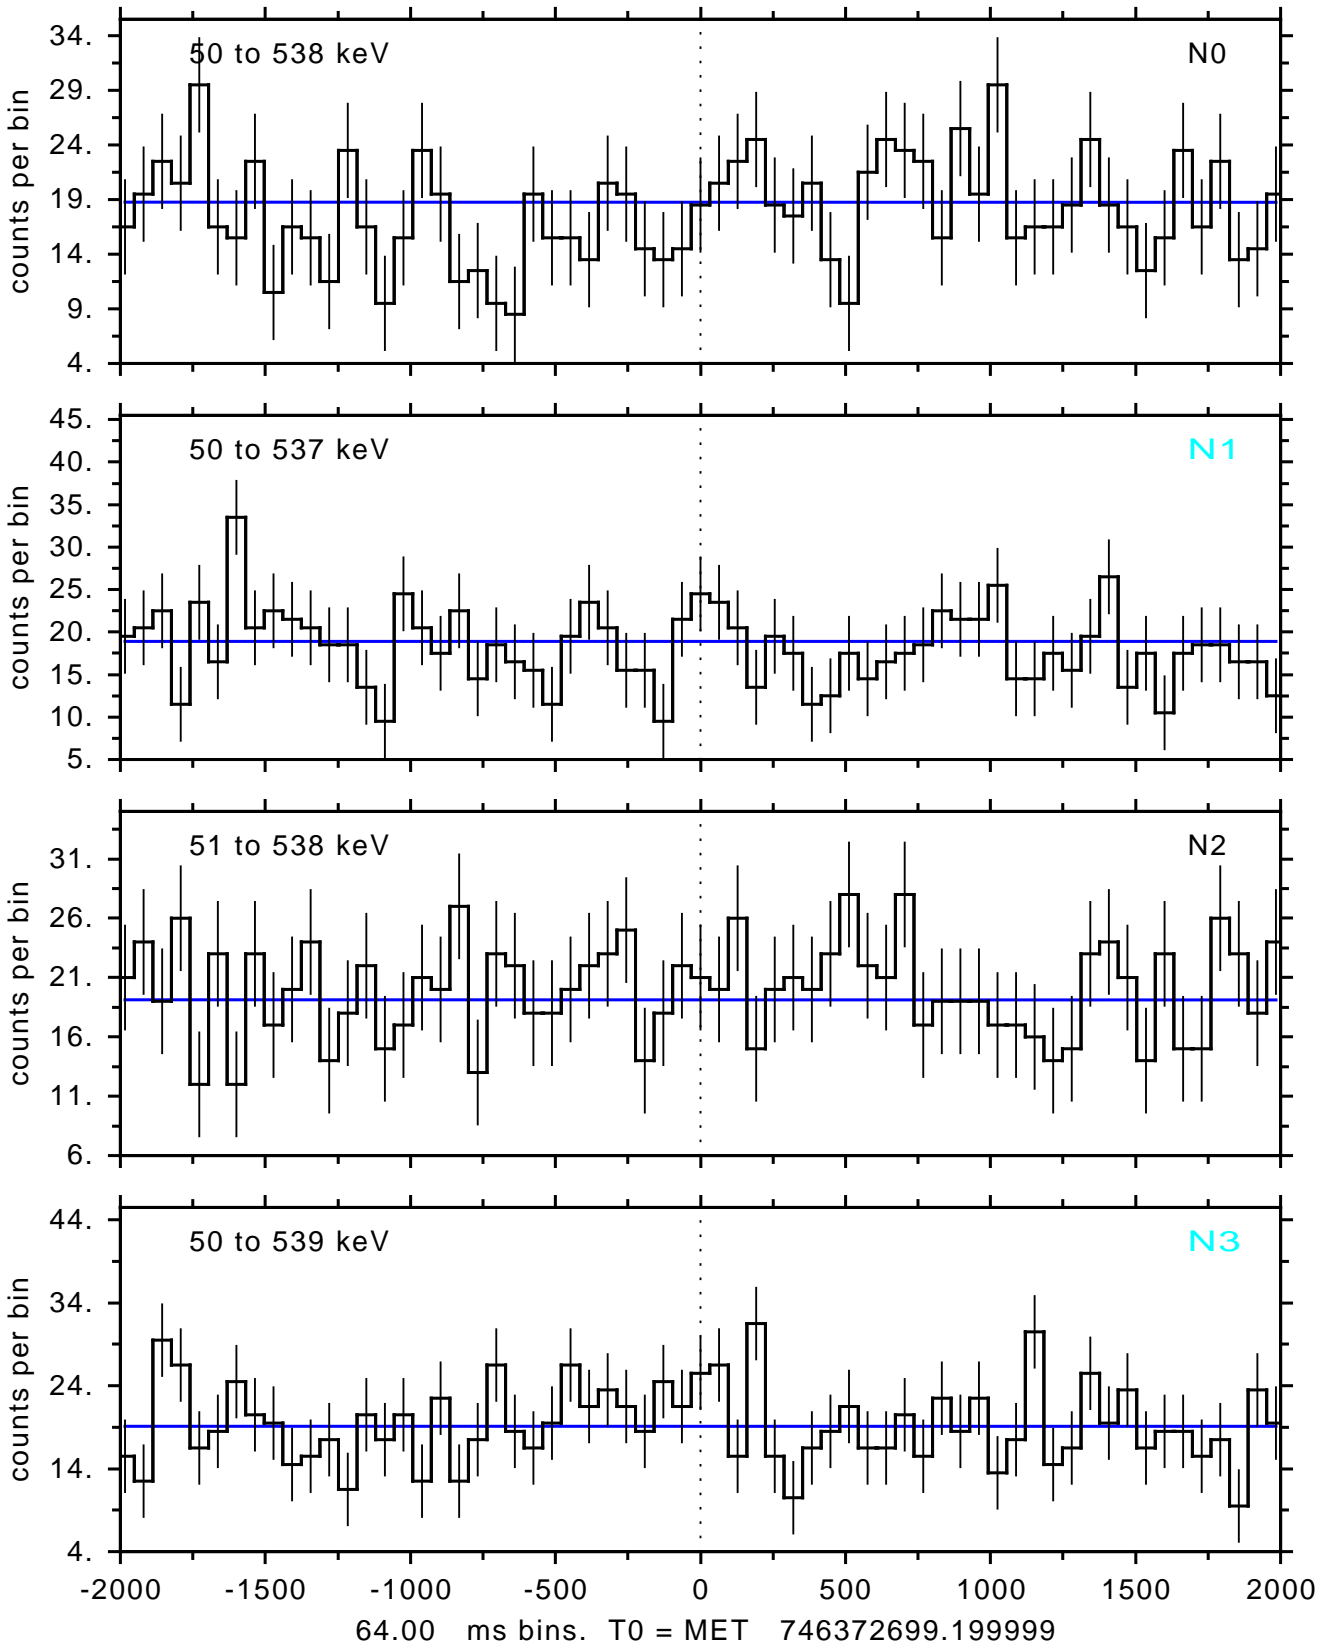 50 to 538 keV N0
counts per bin
34.
29.
24.
19.
14.
9.
4.
50 to 537 keV N1
counts per bin
45.
40.
35.
30.
25.
20.
15.
10.
5.
51 to 538 keV N2
counts per bin
31.
26.
21.
16.
11.
6.
50 to 539 keV N3
counts per bin
44.
34.
24.
14.
4.
-2000 -1500 -1000 -500 0 500 1000 1500 2000
64.00 ms bins. T0 = MET 746372699.199999